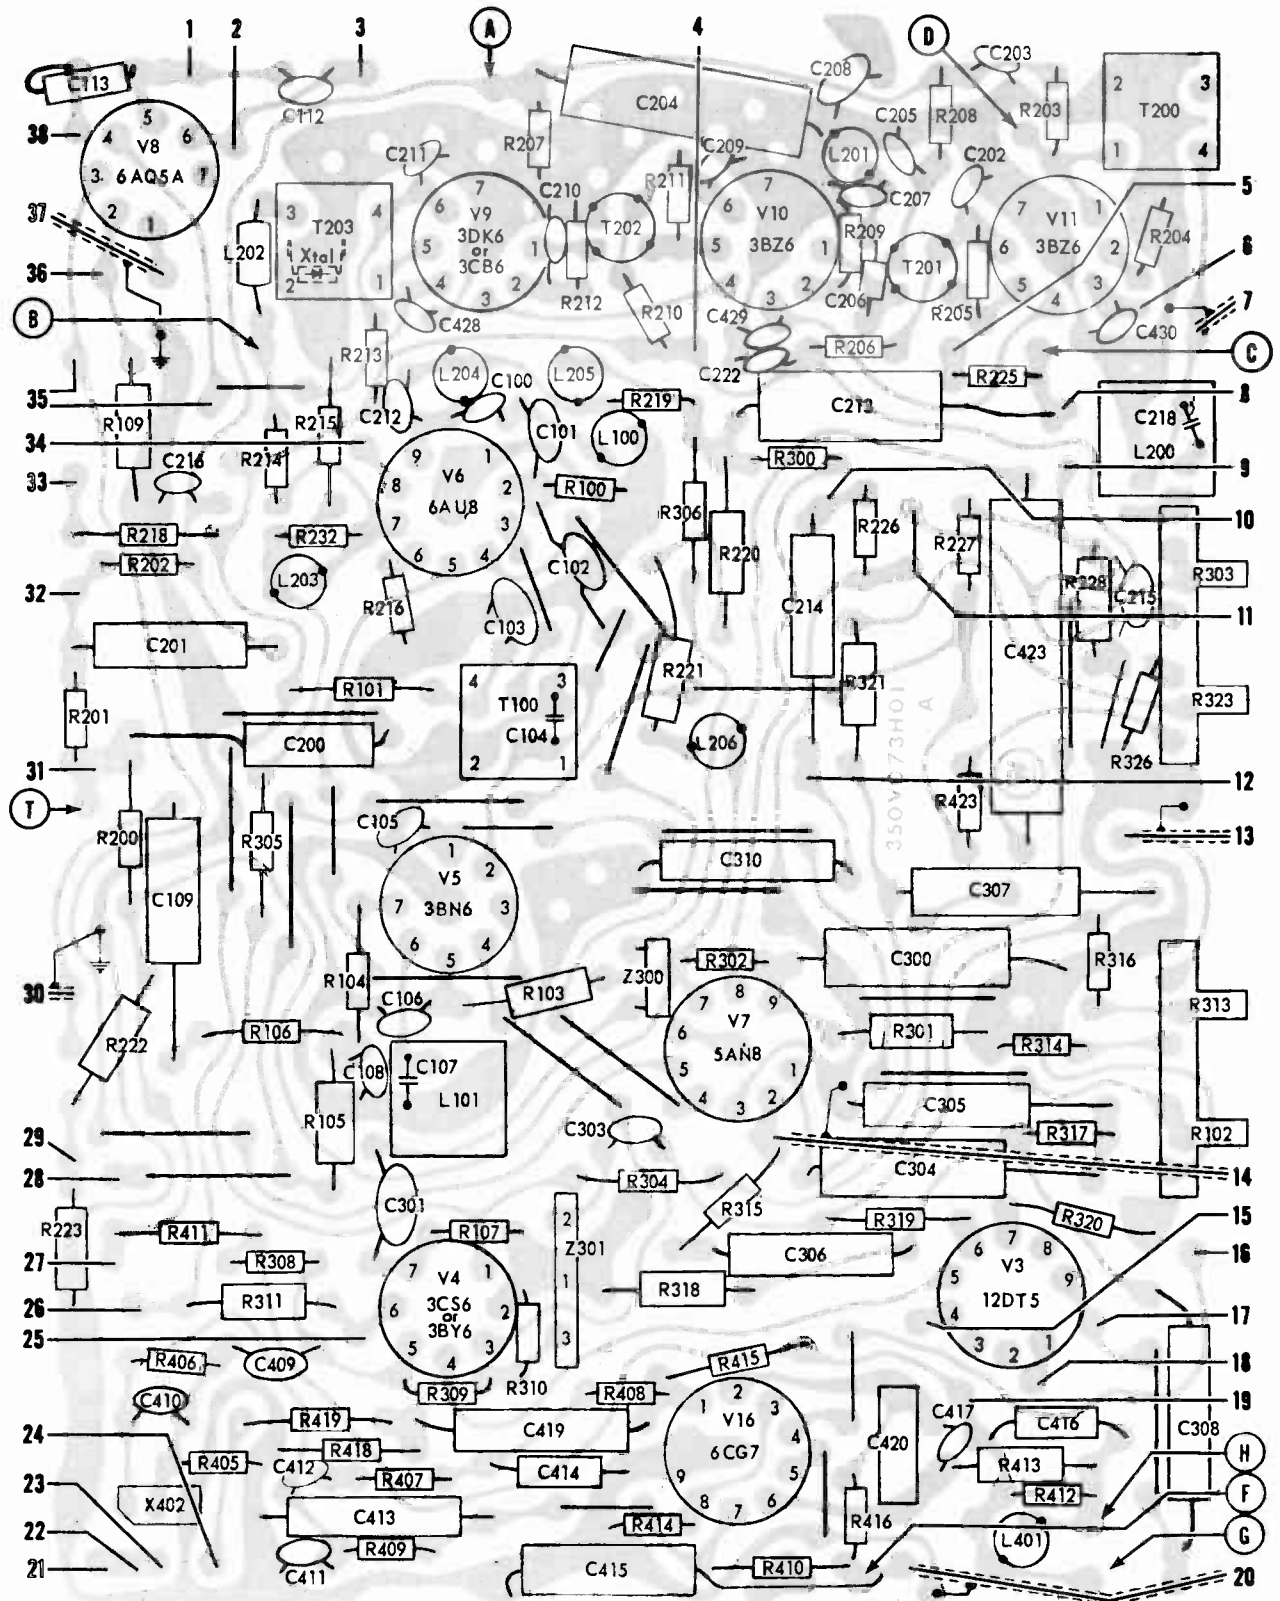 1 2 3 A 4 D
C113 C112 C204 C208 C203
38 V8 6AQ5A 1 2 3 4 5 6 7
R207 C209 L201 C205 R208 R203
T200 1 2 3 4
C211 C210 R211 C207 C202
37 L202 T203 Xtal 1 2 3 4
V9 3DK6 or 3CB6 1 2 3 4 5 6 7
T202 R212 R210
V10 3BZ6 1 2 3 4 5 6 7
R209 T201 C206 R205
V11 3BZ6 1 2 3 4 5 6 7
R204 5 6 7
36 C428 C429 C430
B R213 L204 L205 C222 R206 R225 C
35 R109 C212 C100 C101 R219 C213 C218 L200 8
34 C216 R214 R215 L100 R300 9
33 V6 6AU8 1 2 3 4 5 6 7 8 9
R100 R306 R220 R226 R227 10
R218 R232 C102 R303
R202 L203 R328 C215
32 R216 C103 C214 11
C201 R221 R321 C423
R201 R101 T100 C104 1 2 3 4
R323
C200 L206 R326
350V073H01
A
31 12
T R200 R305 C105 R423 13
C109 V5 3BN6 1 2 3 4 5 6 7
C310 C307
R104 Z300 R302 C300 R316
30 C106 R103 R313
R222 R106 V7 5AN8 1 2 3 4 5 6 7 8 9
R301 R314
C108 C107 L101
R105 C303 C305 R317 R102
29
28 C304 14
C301 R304 R315
R223 R411 R107 Z301 1 2 3 R319 R320 15
27 R308 C306 16
V4 3CS6 or 3BY6 1 2 3 4 5 6 7
V3 12DT5 1 2 3 4 5 6 7 8 9
26 R311 R318 17
25
R406 C409 R310 R415 18
C410 R309 R408 19
24 R419 C419 V16 6CG7 1 2 3 4 5 6 7 8 9
C420 C417 C416 C308
R405 R418 C412 R407 C414 R413 H
23 X402 R412 F
22 C413 R414 R416 L401 G
21 C411 R409 C415 R410 20